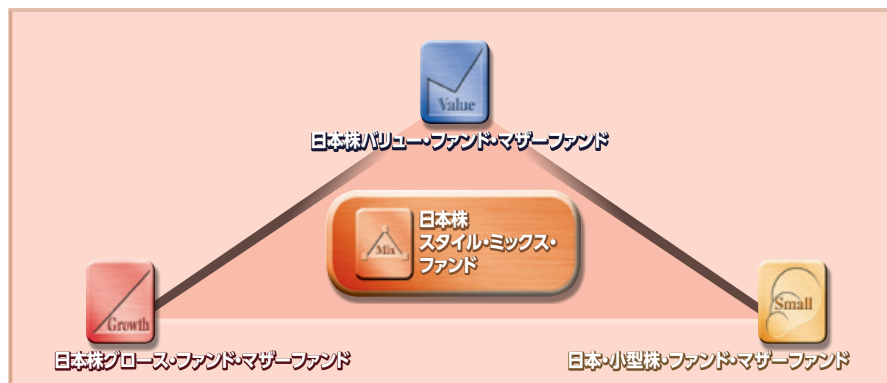 Value
日本株バリュー・ファンド・マザーファンド
Mix
日本株
スタイル・ミックス・
ファンド
Growth
日本株グロース・ファンド・マザーファンド
Small
日本・小型株・ファンド・マザーファンド